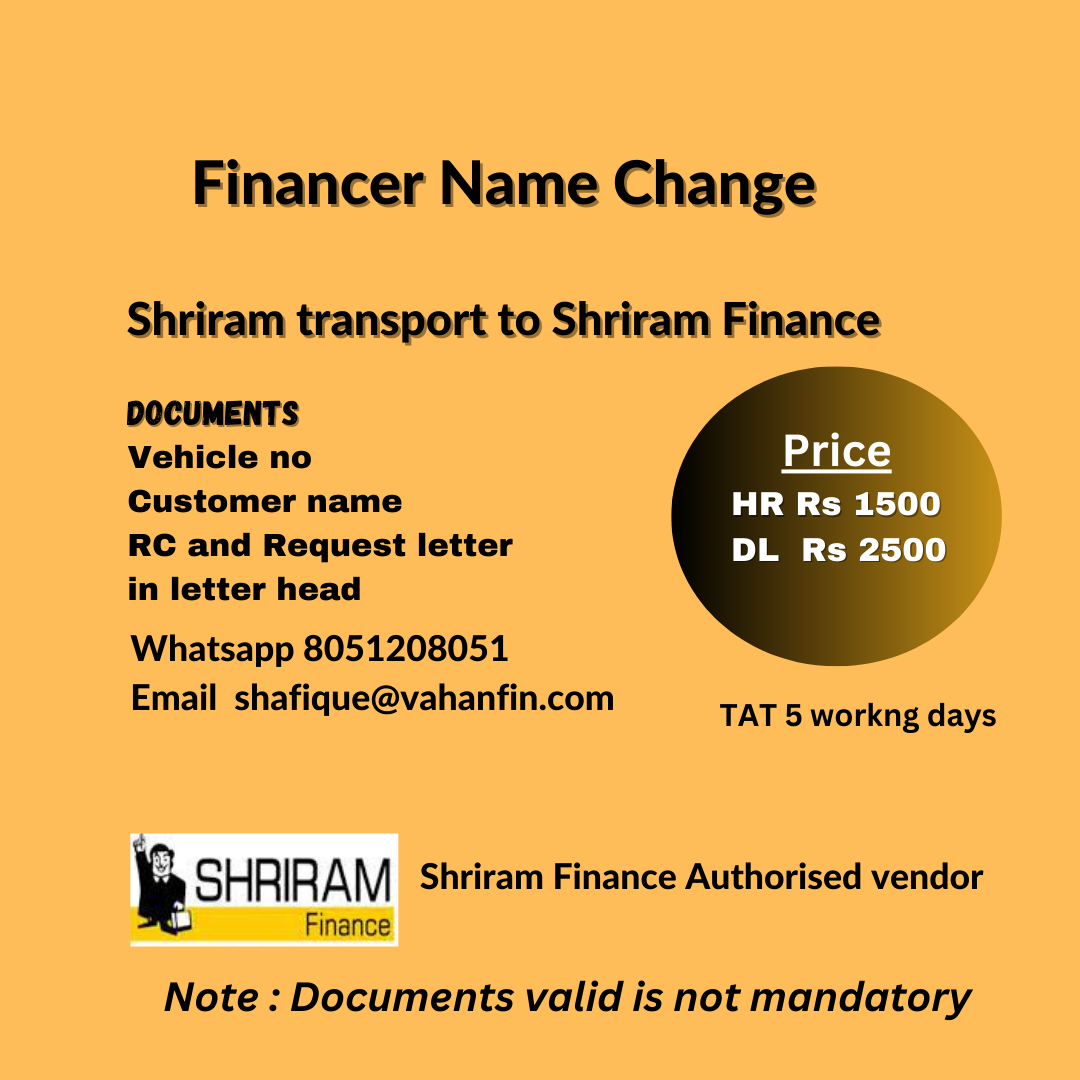 Financer Name Change
Shriram transport to Shriram Finance
DOCUMENTS
Vehicle no
Customer name
RC and Request letter
in letter head
Whatsapp 8051208051
Email  shafique@vahanfin.com
Price
HR Rs 1500
DL  Rs 2500
TAT 5 workng days
SHRIRAM
Finance
Shriram Finance Authorised vendor
Note : Documents valid is not mandatory